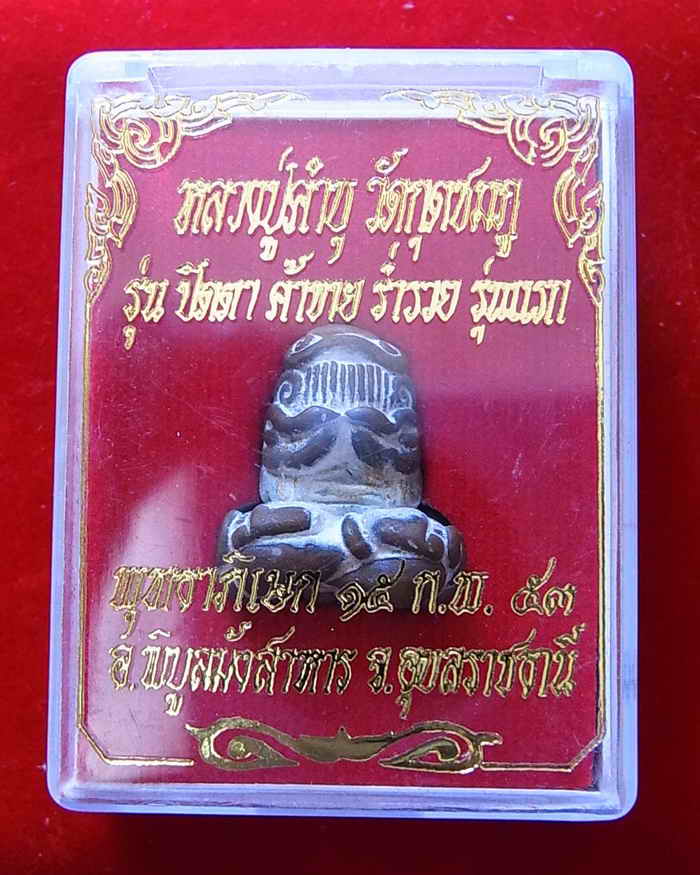 หลวงปู่คำบุ วัดกุดชมภู
รุ่น ปิดตา ค้าขาย ร่ำรวย รุ่นแรก
พุทธาภิเษก ๑๕ ก.พ. ๕๓
อ.พิบูลมังสาหาร จ.อุบลราชธานี